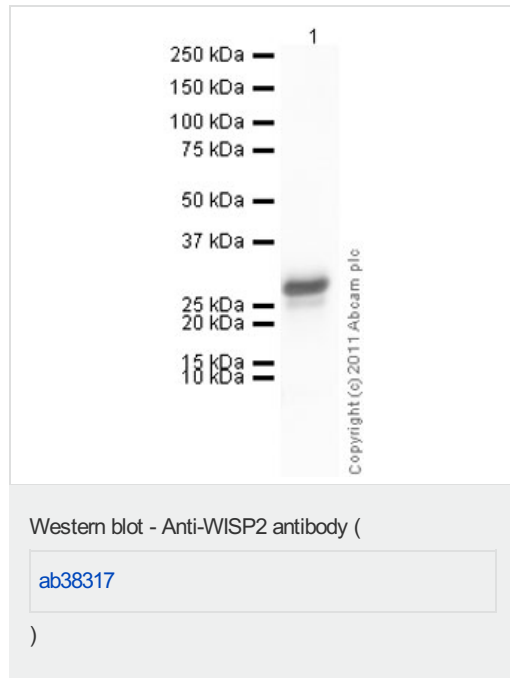 1
250 kDa
150 kDa
100 kDa
75 kDa
50 kDa
37 kDa
25 kDa
20 kDa
15 kDa
10 kDa
Copyright (c) 2011 Abcam plc
Western blot - Anti-WISP2 antibody (
ab38317
)